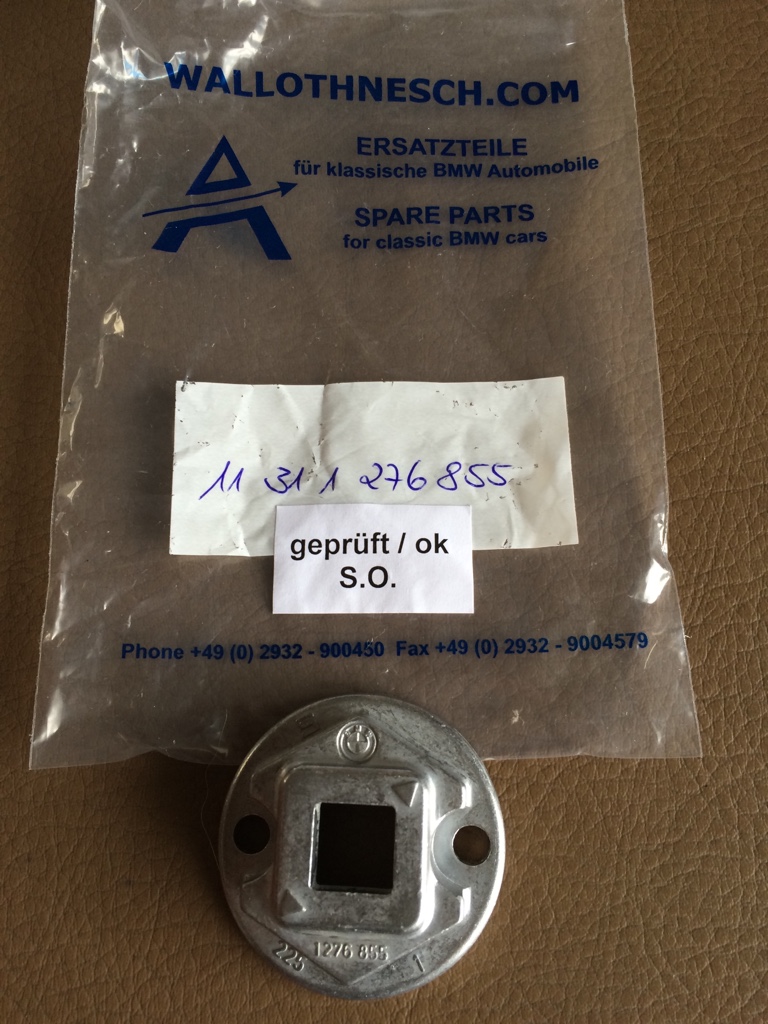 WALLOTHNESCH.COM
ERSATZTEILE
für klassische BMW Automobile
SPARE PARTS
for classic BMW cars
11 31 1 276 855
geprüft / ok
S.O.
Phone +49 (0) 2932 - 900450 Fax +49 (0) 2932 - 9004579
1276 855
225
1